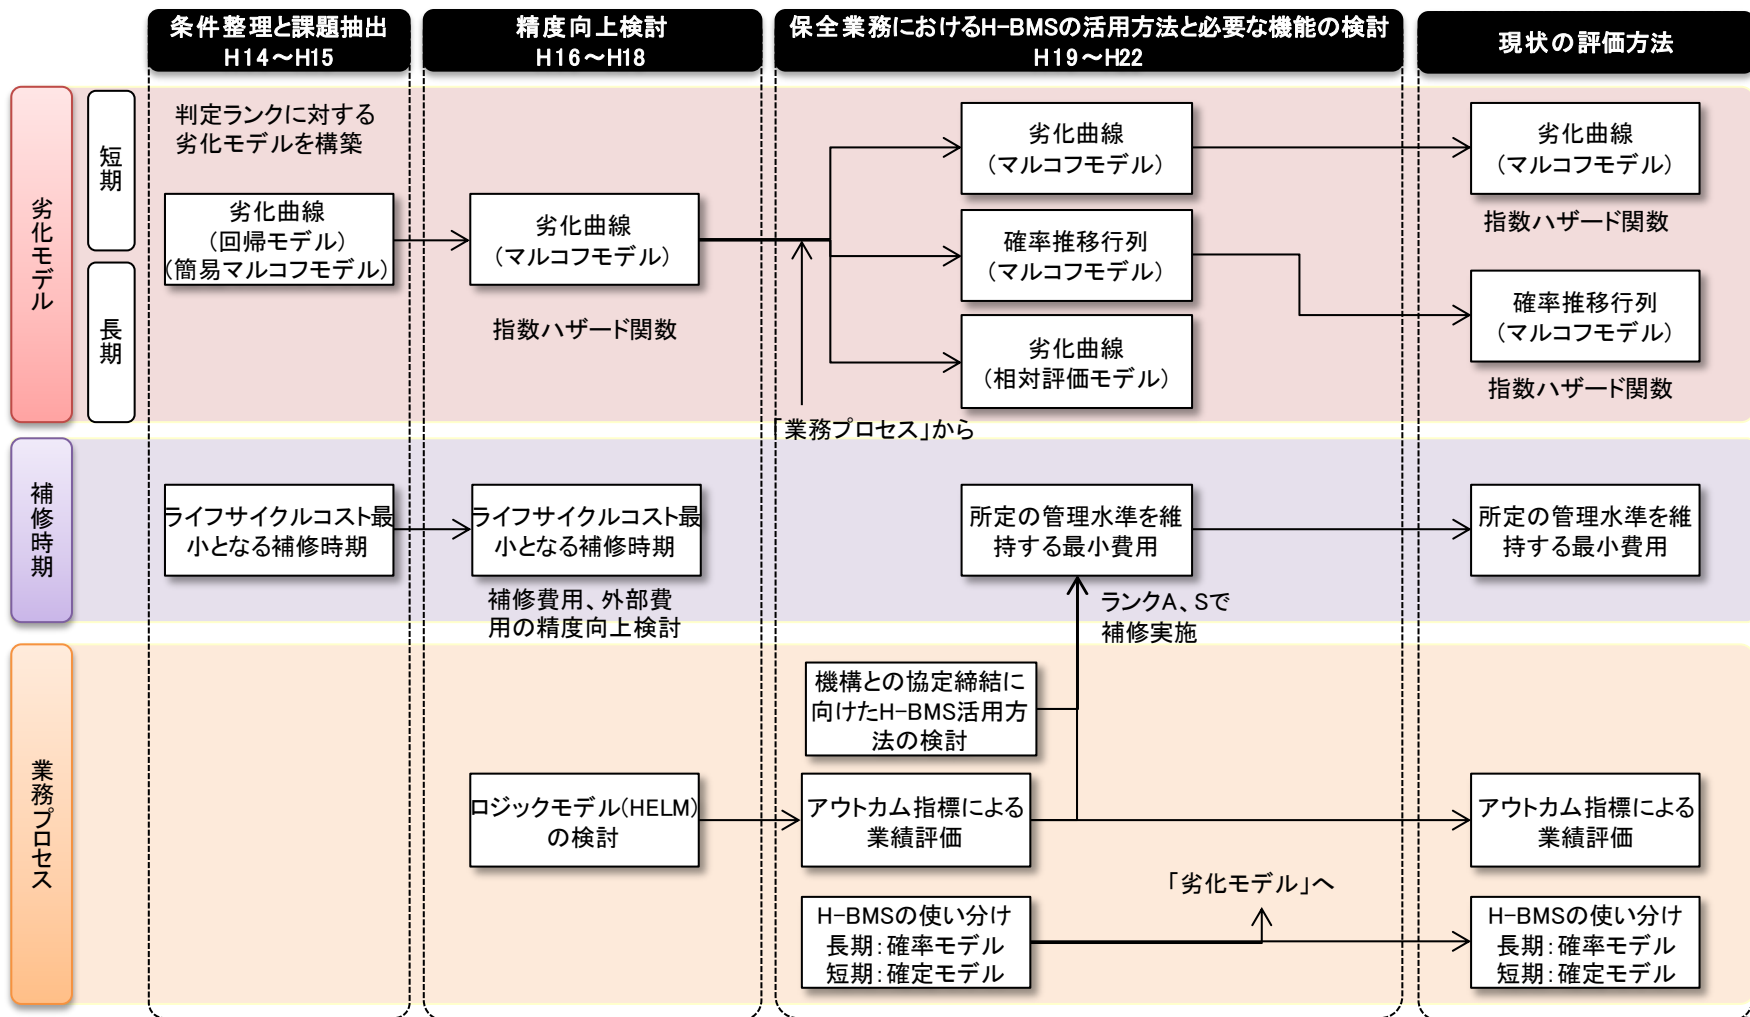 条件整理と課題抽出
H14～H15
精度向上検討
H16～H18
保全業務におけるH-BMSの活用方法と必要な機能の検討
H19～H22
現状の評価方法
劣化モデル
短期
長期
判定ランクに対する
劣化モデルを構築
劣化曲線
(回帰モデル)
(簡易マルコフモデル)
劣化曲線
(マルコフモデル)
指数ハザード関数
劣化曲線
(マルコフモデル)
確率推移行列
(マルコフモデル)
劣化曲線
(相対評価モデル)
「業務プロセス」から
劣化曲線
(マルコフモデル)
指数ハザード関数
確率推移行列
(マルコフモデル)
指数ハザード関数
補修時期
ライフサイクルコスト最
小となる補修時期
ライフサイクルコスト最
小となる補修時期
補修費用、外部費
用の精度向上検討
所定の管理水準を維
持する最小費用
ランクA、Sで
補修実施
所定の管理水準を維
持する最小費用
業務プロセス
機構との協定締結に
向けたH-BMS活用方
法の検討
ロジックモデル(HELM)
の検討
アウトカム指標による
業績評価
アウトカム指標による
業績評価
「劣化モデル」へ
H-BMSの使い分け
長期：確率モデル
短期：確定モデル
H-BMSの使い分け
長期：確率モデル
短期：確定モデル